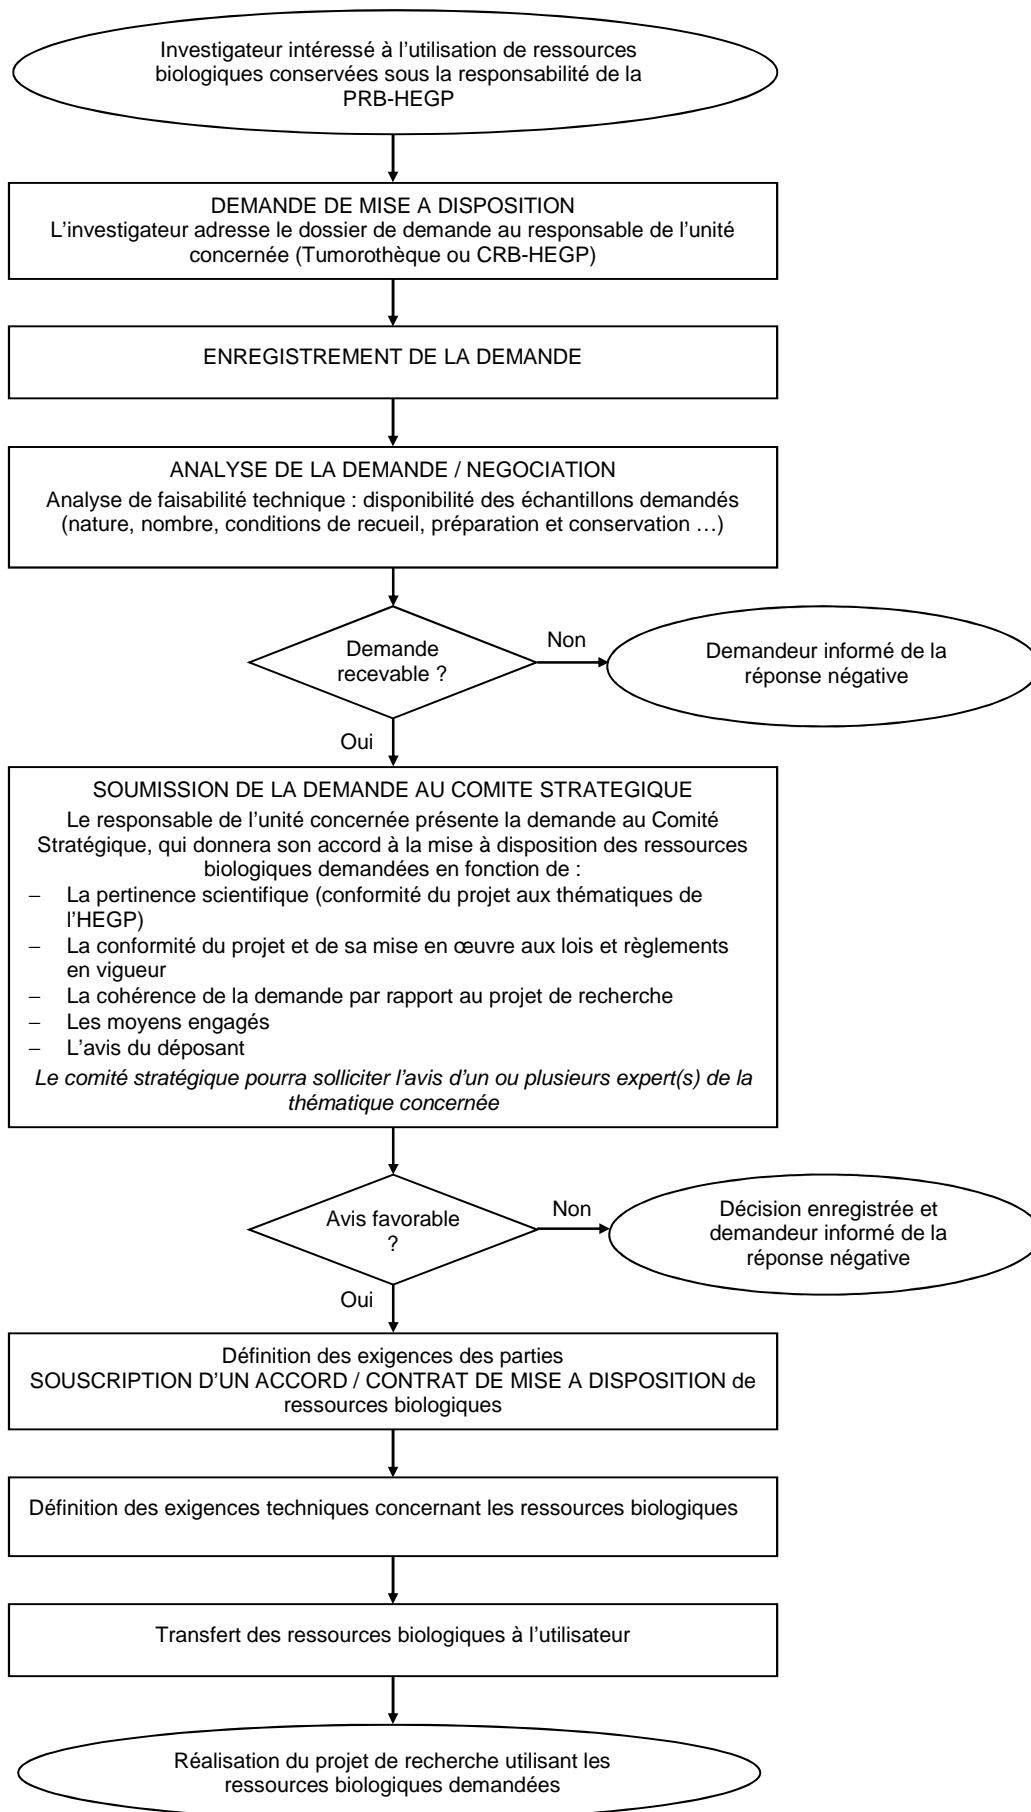 Investigateur intéressé à l’utilisation de ressources
biologiques conservées sous la responsabilité de la
PRB-HEGP
DEMANDE DE MISE A DISPOSITION
L’investigateur adresse le dossier de demande au responsable de l’unité
concernée (Tumorothèque ou CRB-HEGP)
ENREGISTREMENT DE LA DEMANDE
ANALYSE DE LA DEMANDE / NEGOCIATION
Analyse de faisabilité technique : disponibilité des échantillons demandés
(nature, nombre, conditions de recueil, préparation et conservation …)
Demande
recevable ?
Non
Demandeur informé de la
réponse négative
Oui
SOUMISSION DE LA DEMANDE AU COMITE STRATEGIQUE
Le responsable de l’unité concernée présente la demande au Comité
Stratégique, qui donnera son accord à la mise à disposition des ressources
biologiques demandées en fonction de :
– La pertinence scientifique (conformité du projet aux thématiques de
l’HEGP)
– La conformité du projet et de sa mise en œuvre aux lois et règlements
en vigueur
– La cohérence de la demande par rapport au projet de recherche
– Les moyens engagés
– L’avis du déposant
Le comité stratégique pourra solliciter l’avis d’un ou plusieurs expert(s) de la
thématique concernée
Avis favorable
?
Non
Décision enregistrée et
demandeur informé de la
réponse négative
Oui
Définition des exigences des parties
SOUSCRIPTION D’UN ACCORD / CONTRAT DE MISE A DISPOSITION de
ressources biologiques
Définition des exigences techniques concernant les ressources biologiques
Transfert des ressources biologiques à l’utilisateur
Réalisation du projet de recherche utilisant les
ressources biologiques demandées